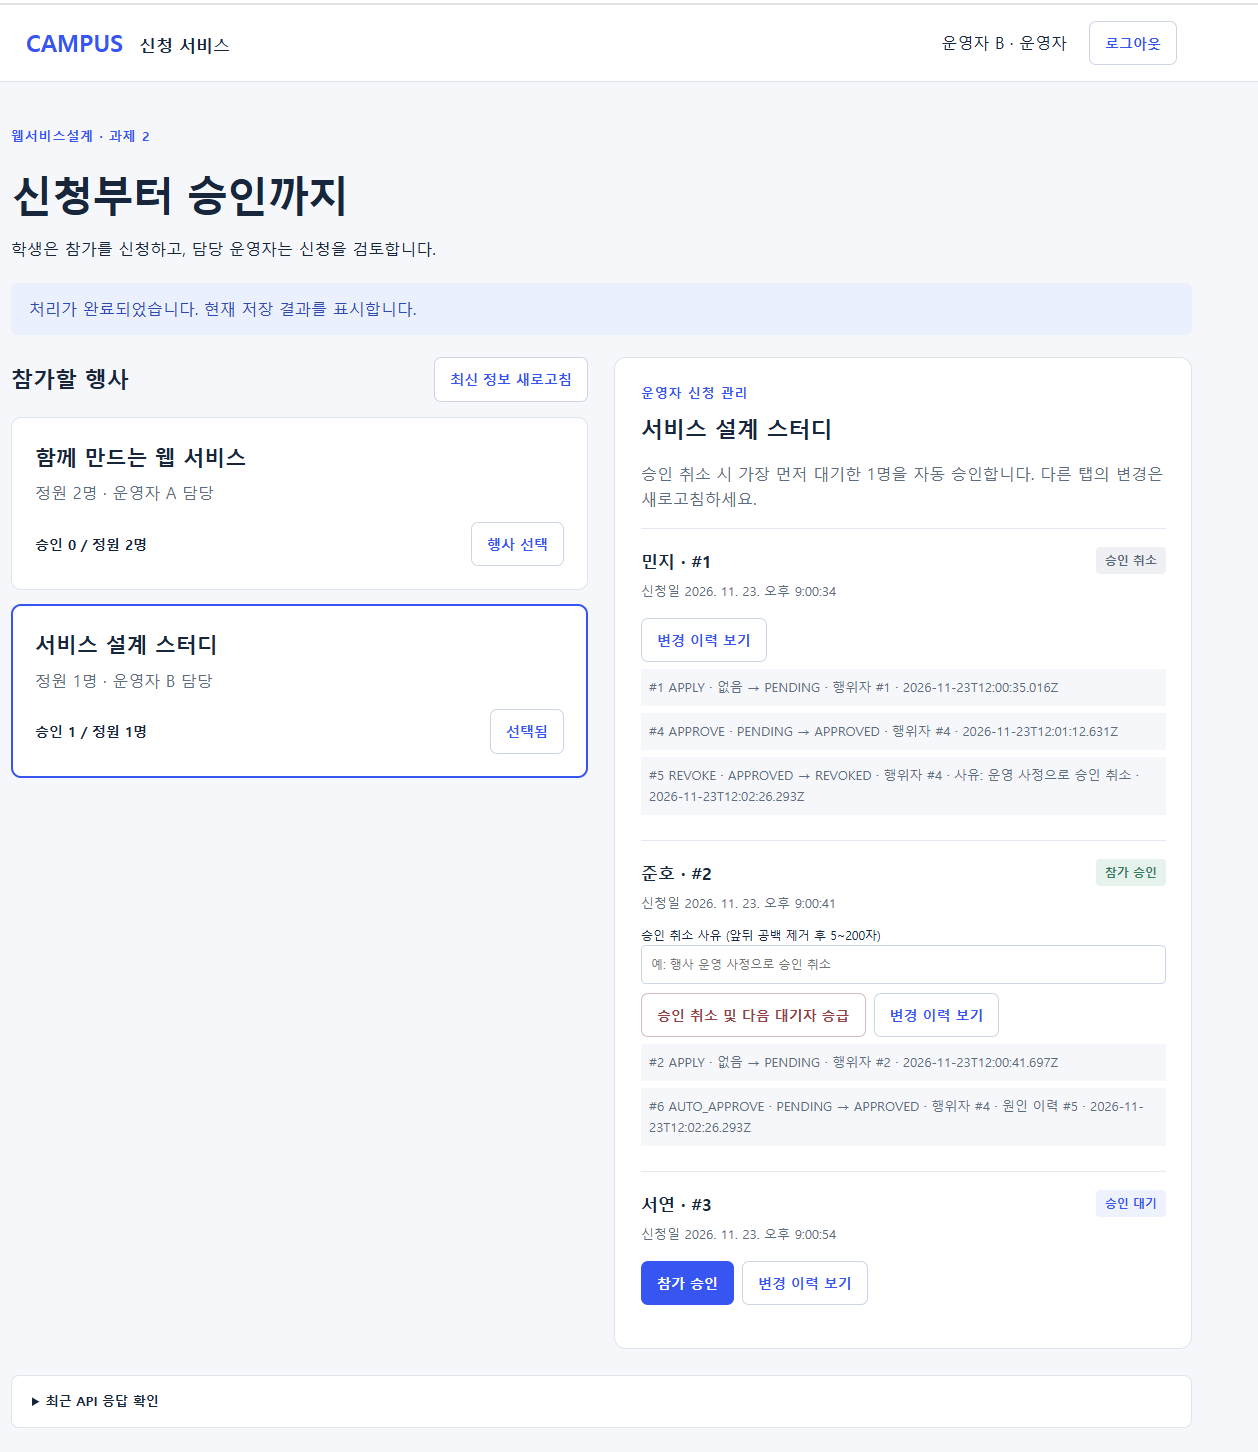 CAMPUS 신청 서비스
운영자 B · 운영자
로그아웃
웹서비스설계 · 과제 2
신청부터 승인까지
학생은 참가를 신청하고, 담당 운영자는 신청을 검토합니다.
처리가 완료되었습니다. 현재 저장 결과를 표시합니다.
참가할 행사
최신 정보 새로고침
함께 만드는 웹 서비스
정원 2명 · 운영자 A 담당
승인 0 / 정원 2명
행사 선택
서비스 설계 스터디
정원 1명 · 운영자 B 담당
승인 1 / 정원 1명
선택됨
운영자 신청 관리
서비스 설계 스터디
승인 취소 시 가장 먼저 대기한 1명을 자동 승인합니다. 다른 탭의 변경은
새로고침하세요.
민지 · #1
승인 취소
신청일 2026. 11. 23. 오후 9:00:34
변경 이력 보기
#1 APPLY · 없음 → PENDING · 행위자 #1 · 2026-11-23T12:00:35.016Z
#4 APPROVE · PENDING → APPROVED · 행위자 #4 · 2026-11-23T12:01:12.631Z
#5 REVOKE · APPROVED → REVOKED · 행위자 #4 · 사유: 운영 사정으로 승인 취소 ·
2026-11-23T12:02:26.293Z
준호 · #2
참가 승인
신청일 2026. 11. 23. 오후 9:00:41
승인 취소 사유 (앞뒤 공백 제거 후 5~200자)
예: 행사 운영 사정으로 승인 취소
승인 취소 및 다음 대기자 승급
변경 이력 보기
#2 APPLY · 없음 → PENDING · 행위자 #2 · 2026-11-23T12:00:41.697Z
#6 AUTO_APPROVE · PENDING → APPROVED · 행위자 #4 · 원인 이력 #5 · 2026-11-
23T12:02:26.293Z
서연 · #3
승인 대기
신청일 2026. 11. 23. 오후 9:00:54
참가 승인
변경 이력 보기
▶ 최근 API 응답 확인